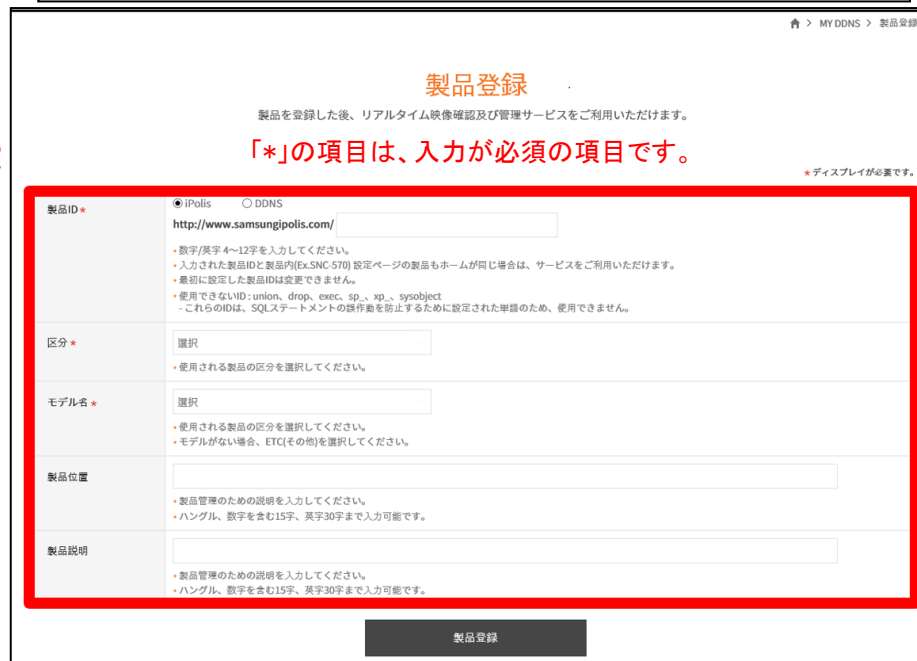 > MY DDNS > 製品登録
製品登録
製品を登録した後、リアルタイム映像確認及び管理サービスをご利用いただけます。
「*」の項目は、入力が必須の項目です。
*ディスプレイが必要です。
製品ID*
iPolis DDNS
http://www.samsungipolis.com/
・数字/英字 4〜12字を入力してください。
・入力された製品IDと製品内(Ex.SNC-570) 設定ページの製品もホームが同じ場合は、サービスをご利用いただけます。
・最初に設定した製品IDは変更できません。
・使用できないID : union、drop、exec、sp_、xp_、sysobject
- これらのIDは、SQLステートメントの誤作動を防止するために設定された単語のため、使用できません。
区分*
選択
・使用される製品の区分を選択してください。
モデル名*
選択
・使用される製品の区分を選択してください。
・モデルがない場合、ETC(その他)を選択してください。
製品位置
・製品管理のための説明を入力してください。
・ハングル、数字を含む15字、英字30字まで入力可能です。
製品説明
・製品管理のための説明を入力してください。
・ハングル、数字を含む15字、英字30字まで入力可能です。
製品登録